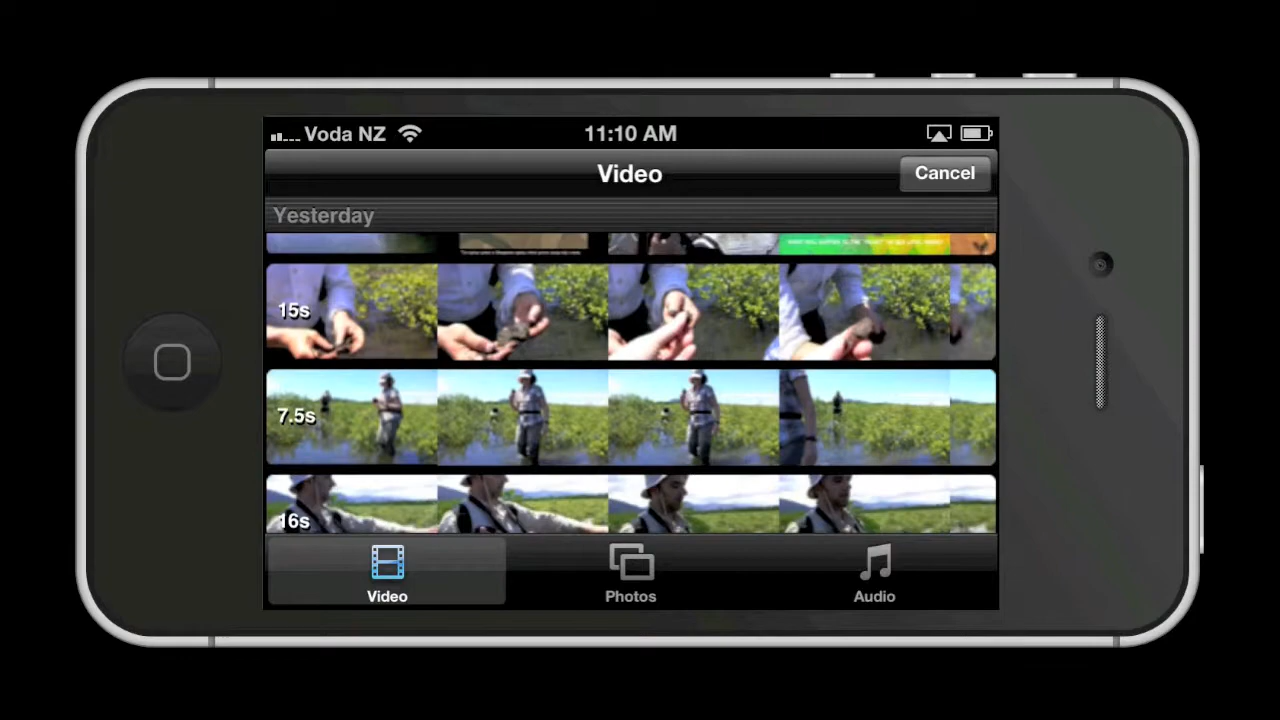 Voda NZ
11:10 AM
Video
Cancel
Yesterday
15s
7.5s
16s
Video
Photos
Audio